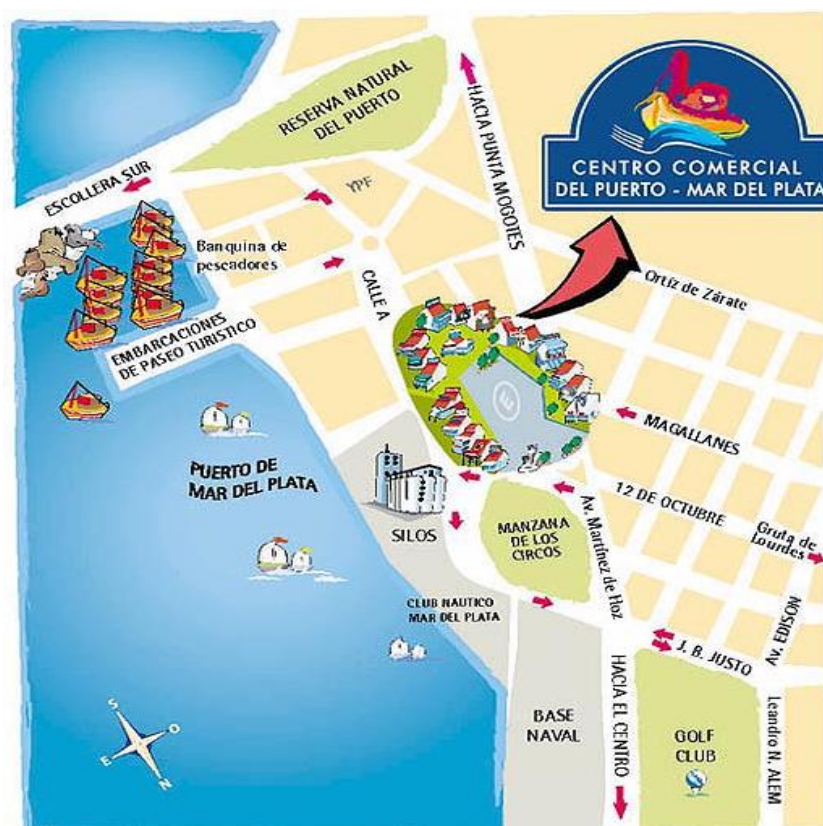 CENTRO COMERCIAL
DEL PUERTO - MAR DEL PLATA
RESERVA NATURAL
DEL PUERTO
HACIA PUNTA MOGOTES
ESCOLLERA SUR
YPF
Banquina de
pescadores
CALLE A
Ortíz de Zárate
EMBARCACIONES
DE PASEO TURISTICO
E
MAGALLANES
PUERTO DE
MAR DEL PLATA
12 DE OCTUBRE
SILOS
MANZANA
DE LOS
CIRCOS
Av. Martínez de Hoz
Gruta de
Lourdes
CLUB NAUTICO
MAR DEL PLATA
J. B. JUSTO
Av. EDISON
HACIA EL CENTRO
BASE
NAVAL
GOLF
CLUB
Leandro N. ALEM
S
O
E
N